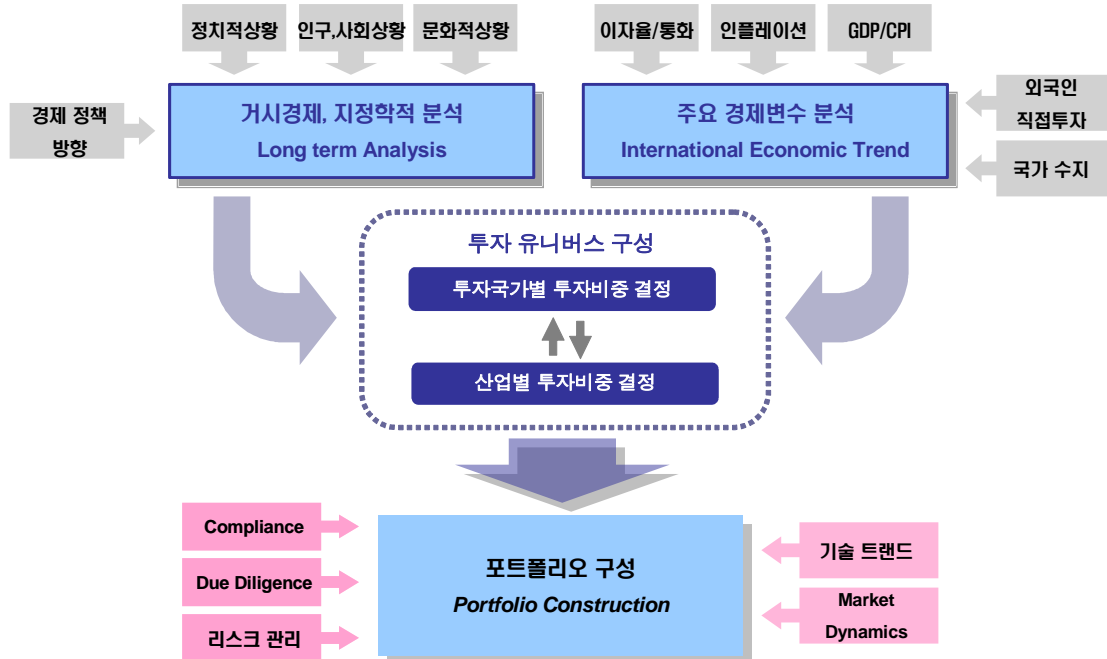 정치적상황
인구,사회상황
문화적상황
이자율/통화
인플레이션
GDP/CPI
경제 정책
방향
거시경제, 지정학적 분석
Long term Analysis
주요 경제변수 분석
International Economic Trend
외국인
직접투자
국가 수지
투자 유니버스 구성
투자국가별 투자비중 결정
산업별 투자비중 결정
Compliance
Due Diligence
리스크 관리
포트폴리오 구성
Portfolio Construction
기술 트랜드
Market
Dynamics